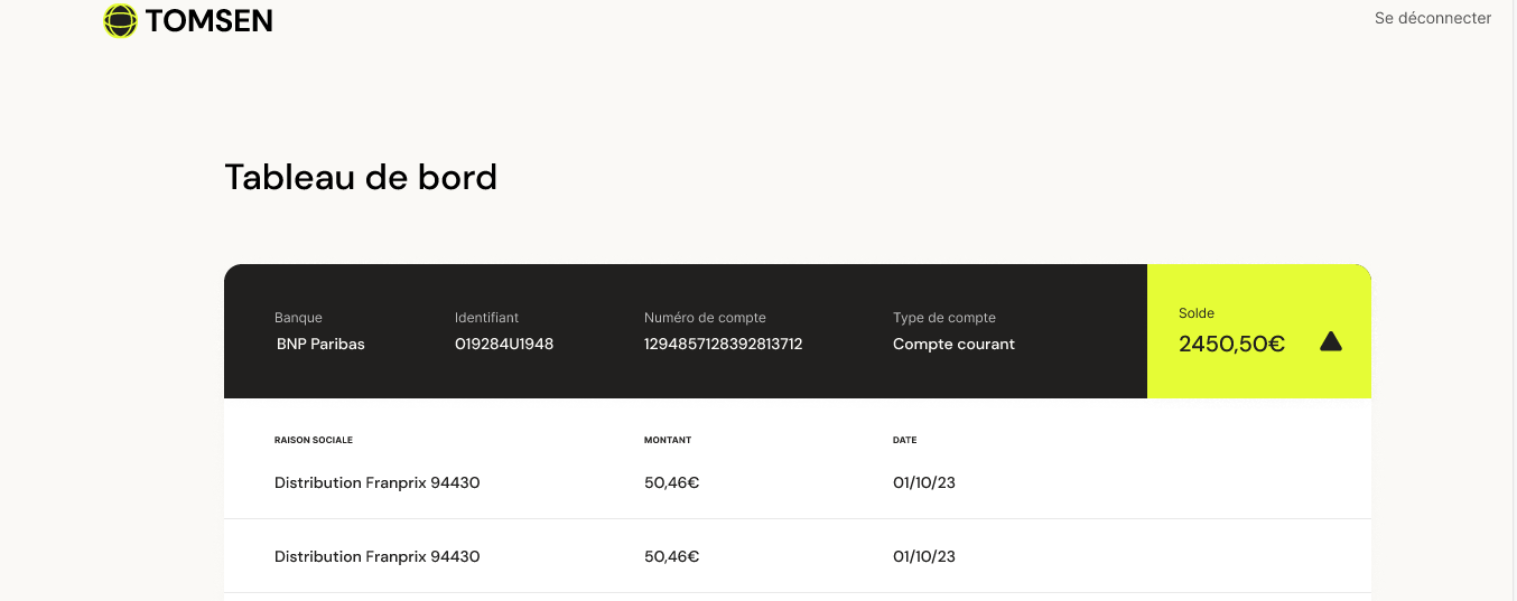 TOMSEN
Se déconnecter
Tableau de bord
Banque
BNP Paribas
Identifiant
019284U1948
Numéro de compte
1294857128392813712
Type de compte
Compte courant
Solde
2450,50€
RAISON SOCIALE MONTANT DATE
Distribution Franprix 94430 50,46€ 01/10/23
Distribution Franprix 94430 50,46€ 01/10/23